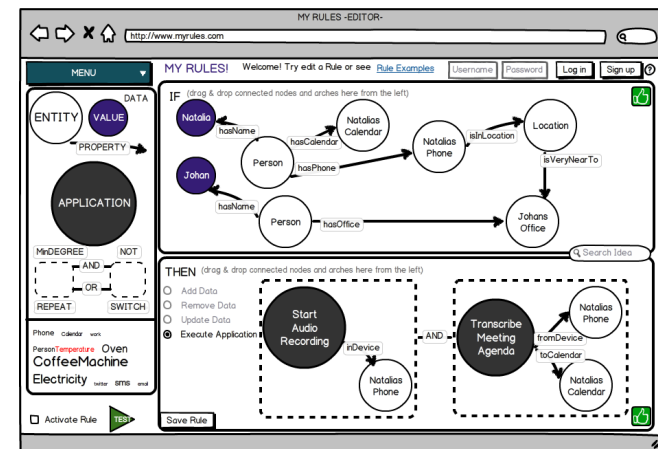 MY RULES -EDITOR-
http://www.myrules.com
MENU
MY RULES!
Welcome! Try edit a Rule or see Rule Examples
Username
Password
Log in
Sign up
?
DATA
ENTITY
VALUE
PROPERTY
APPLICATION
MinDEGREE
NOT
AND
OR
REPEAT
SWITCH
Phone Calendar work
PersonTemperature Oven
CoffeeMachine
Electricity twitter sms email
Activate Rule
TEST
IF (drag & drop connected nodes and arches here from the left)
Natalia
hasName
Person
hasCalendar
Natalias
Calendar
hasPhone
Natalias
Phone
isInLocation
Location
isVeryNearTo
Johan
hasName
Person
hasOffice
Johans
Office
Search Idea
THEN (drag & drop connected nodes and arches here from the left)
Add Data
Remove Data
Update Data
Execute Application
Start
Audio
Recording
inDevice
Natalias
Phone
AND
Transcribe
Meeting
Agenda
fromDevice
Natalias
Phone
toCalendar
Natalias
Calendar
Save Rule